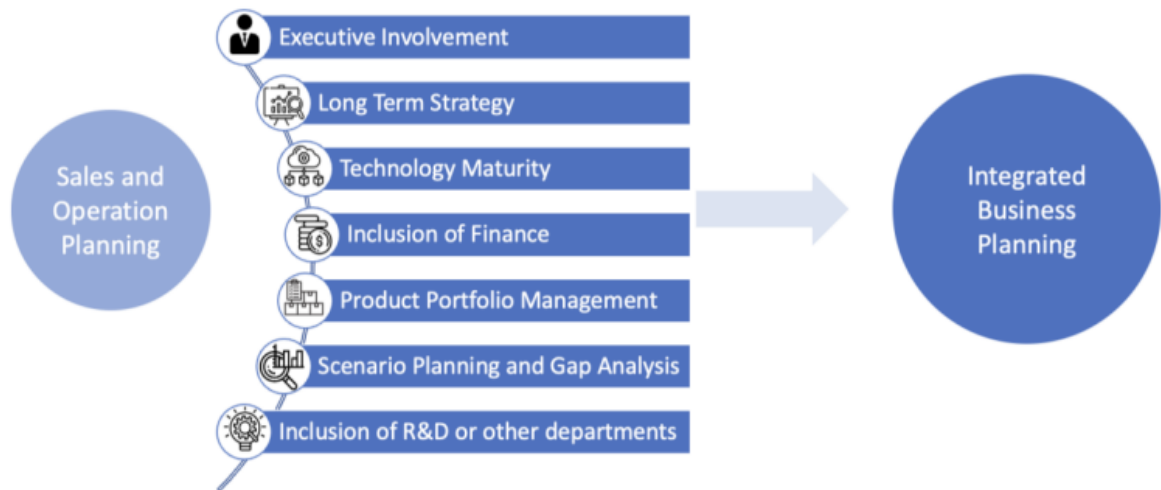 Executive Involvement
Long Term Strategy
Technology Maturity
Inclusion of Finance
Product Portfolio Management
Scenario Planning and Gap Analysis
Inclusion of R&D or other departments
Sales and
Operation
Planning
Integrated
Business
Planning